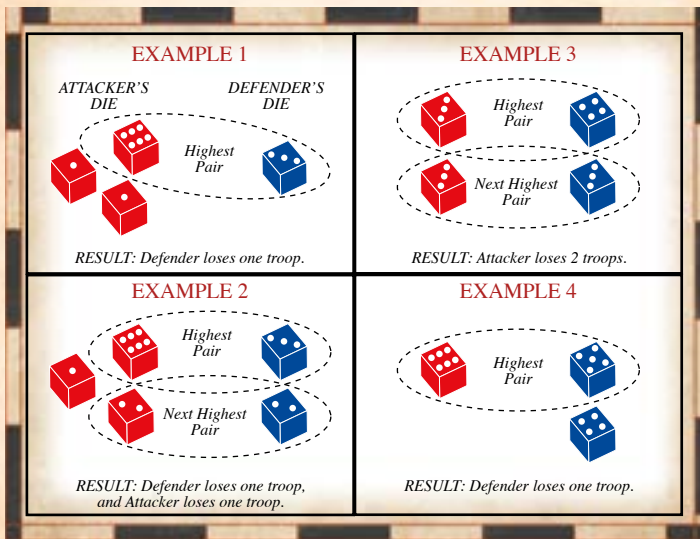 EXAMPLE 1
ATTACKER'S
DIE
DEFENDER'S
DIE
Highest
Pair
RESULT: Defender loses one troop.
EXAMPLE 3
Highest
Pair
Next Highest
Pair
RESULT: Attacker loses 2 troops.
EXAMPLE 2
Highest
Pair
Next Highest
Pair
RESULT: Defender loses one troop,
and Attacker loses one troop.
EXAMPLE 4
Highest
Pair
RESULT: Defender loses one troop.